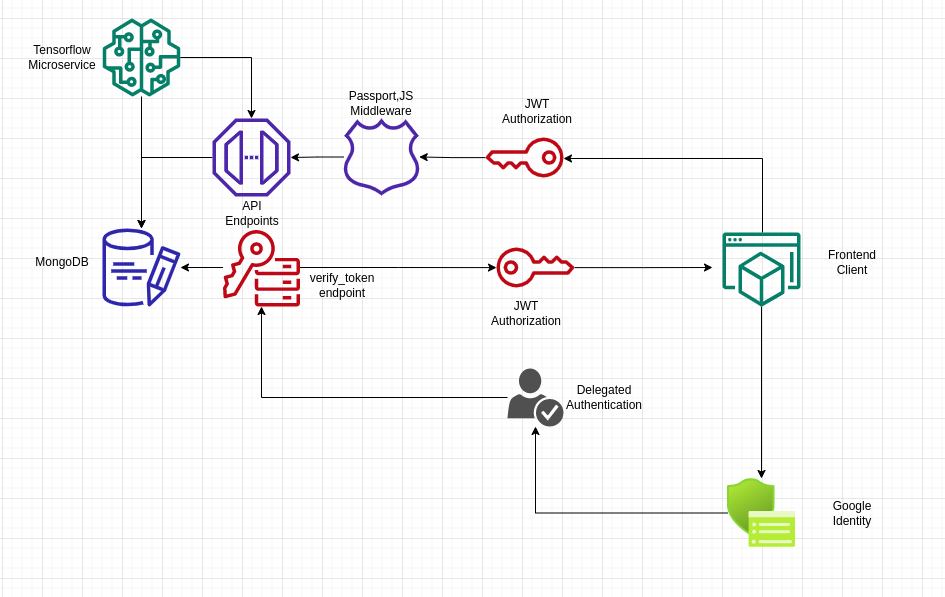 Tensorflow
Microservice
Passport,JS
Middleware
JWT
Authorization
API
Endpoints
MongoDB
verify_token
endpoint
JWT
Authorization
Frontend
Client
Delegated
Authentication
Google
Identity